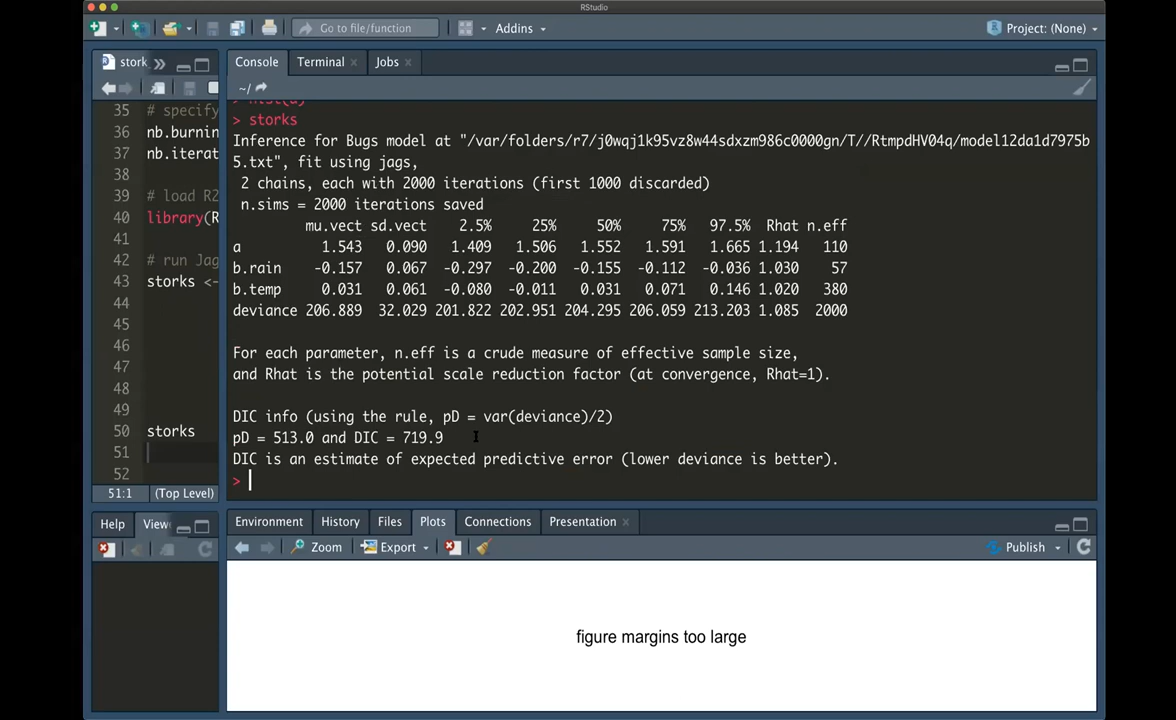 RStudio
Go to file/function
Addins
Project: (None)
stork
Console
Terminal
Jobs
~/
35 # specify
36 nb.burnin
37 nb.iterat
38
39 # load R2
40 library(R
41
42 # run Jag
43 storks <-
44
45
46
47
48
49
50 storks
51
52
51:1 (Top Level)
> hist(a)
> storks
Inference for Bugs model at "/var/folders/r7/j0wqj1k95vz8w44sdxzm986c0000gn/T//RtmpdHV04q/model12da1d7975b
5.txt", fit using jags,
2 chains, each with 2000 iterations (first 1000 discarded)
n.sims = 2000 iterations saved
mu.vect sd.vect 2.5% 25% 50% 75% 97.5% Rhat n.eff
a 1.543 0.090 1.409 1.506 1.552 1.591 1.665 1.194 110
b.rain -0.157 0.067 -0.297 -0.200 -0.155 -0.112 -0.036 1.030 57
b.temp 0.031 0.061 -0.080 -0.011 0.031 0.071 0.146 1.020 380
deviance 206.889 32.029 201.822 202.951 204.295 206.059 213.203 1.085 2000
For each parameter, n.eff is a crude measure of effective sample size,
and Rhat is the potential scale reduction factor (at convergence, Rhat=1).
DIC info (using the rule, pD = var(deviance)/2)
pD = 513.0 and DIC = 719.9
DIC is an estimate of expected predictive error (lower deviance is better).
>
Help
View
Environment
History
Files
Plots
Connections
Presentation
Zoom
Export
Publish
figure margins too large